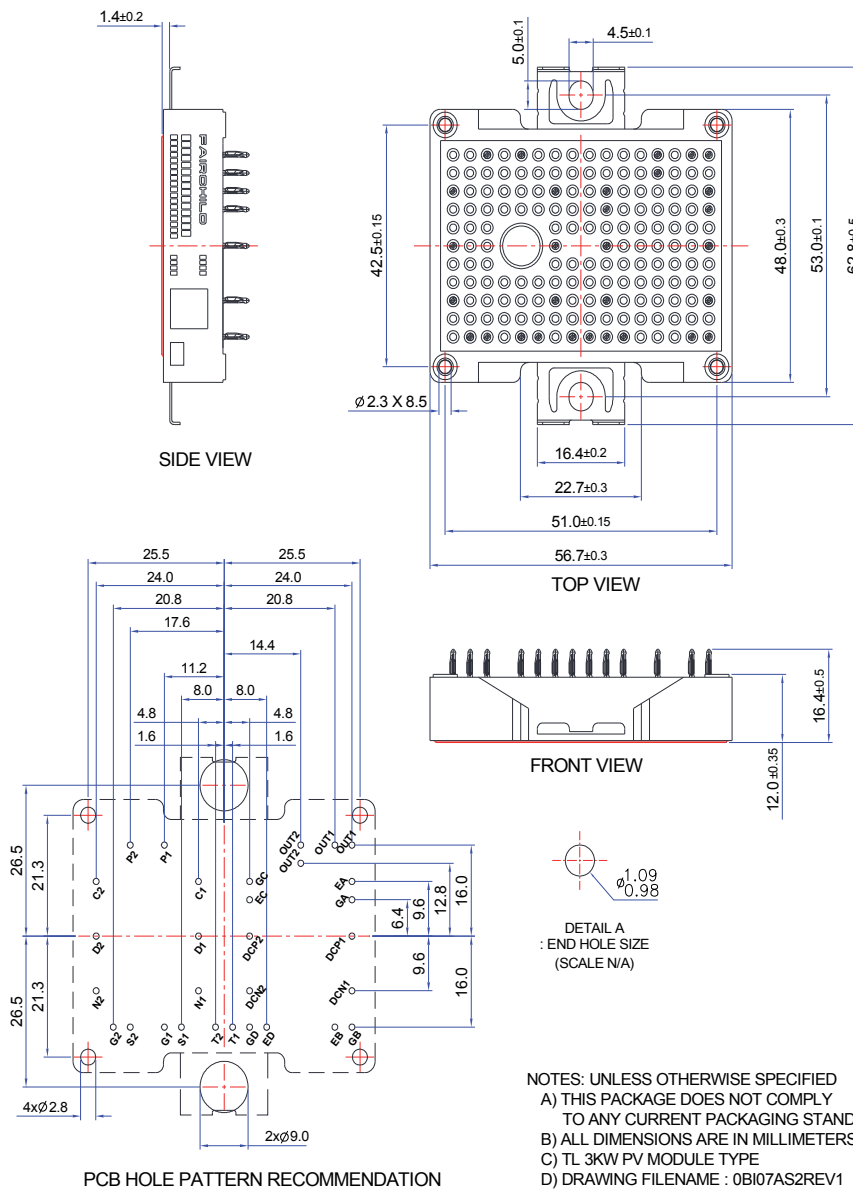 1.4±0.2
5.0±0.1
4.5±0.1
FAIRCHILD
42.5±0.15
48.0±0.3
53.0±0.1
Ø2.3 X 8.5
SIDE VIEW
16.4±0.2
22.7±0.3
51.0±0.15
56.7±0.3
TOP VIEW
25.5 25.5
24.0 24.0
20.8 20.8
17.6
14.4
11.2
8.0 8.0
4.8 4.8
1.6 1.6
16.4±0.5
12.0±0.35
FRONT VIEW
26.5
21.3
P2 P1 OUT2 OUT1 OUT1
OUT2
C2 C1 GC EA
EC GA
D2 D1 DCP2 DCP1
N2 N1 DCN2 DCN1
G2 S2 G1 S1 T2 T1 GD ED EB GB
6.4
9.6
12.8
16.0
9.6
16.0
21.3
26.5
4xØ2.8
2xØ9.0
PCB HOLE PATTERN RECOMMENDATION
Ø1.09
0.98
DETAIL A
: END HOLE SIZE
(SCALE N/A)
NOTES: UNLESS OTHERWISE SPECIFIED
A) THIS PACKAGE DOES NOT COMPLY
TO ANY CURRENT PACKAGING STAND
B) ALL DIMENSIONS ARE IN MILLIMETERS
C) TL 3KW PV MODULE TYPE
D) DRAWING FILENAME : 0BI07AS2REV1